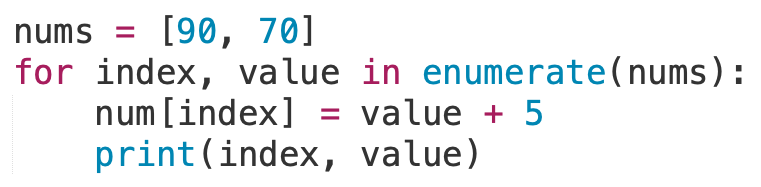 nums = [90, 70]
for index, value in enumerate(nums):
    num[index] = value + 5
    print(index, value)